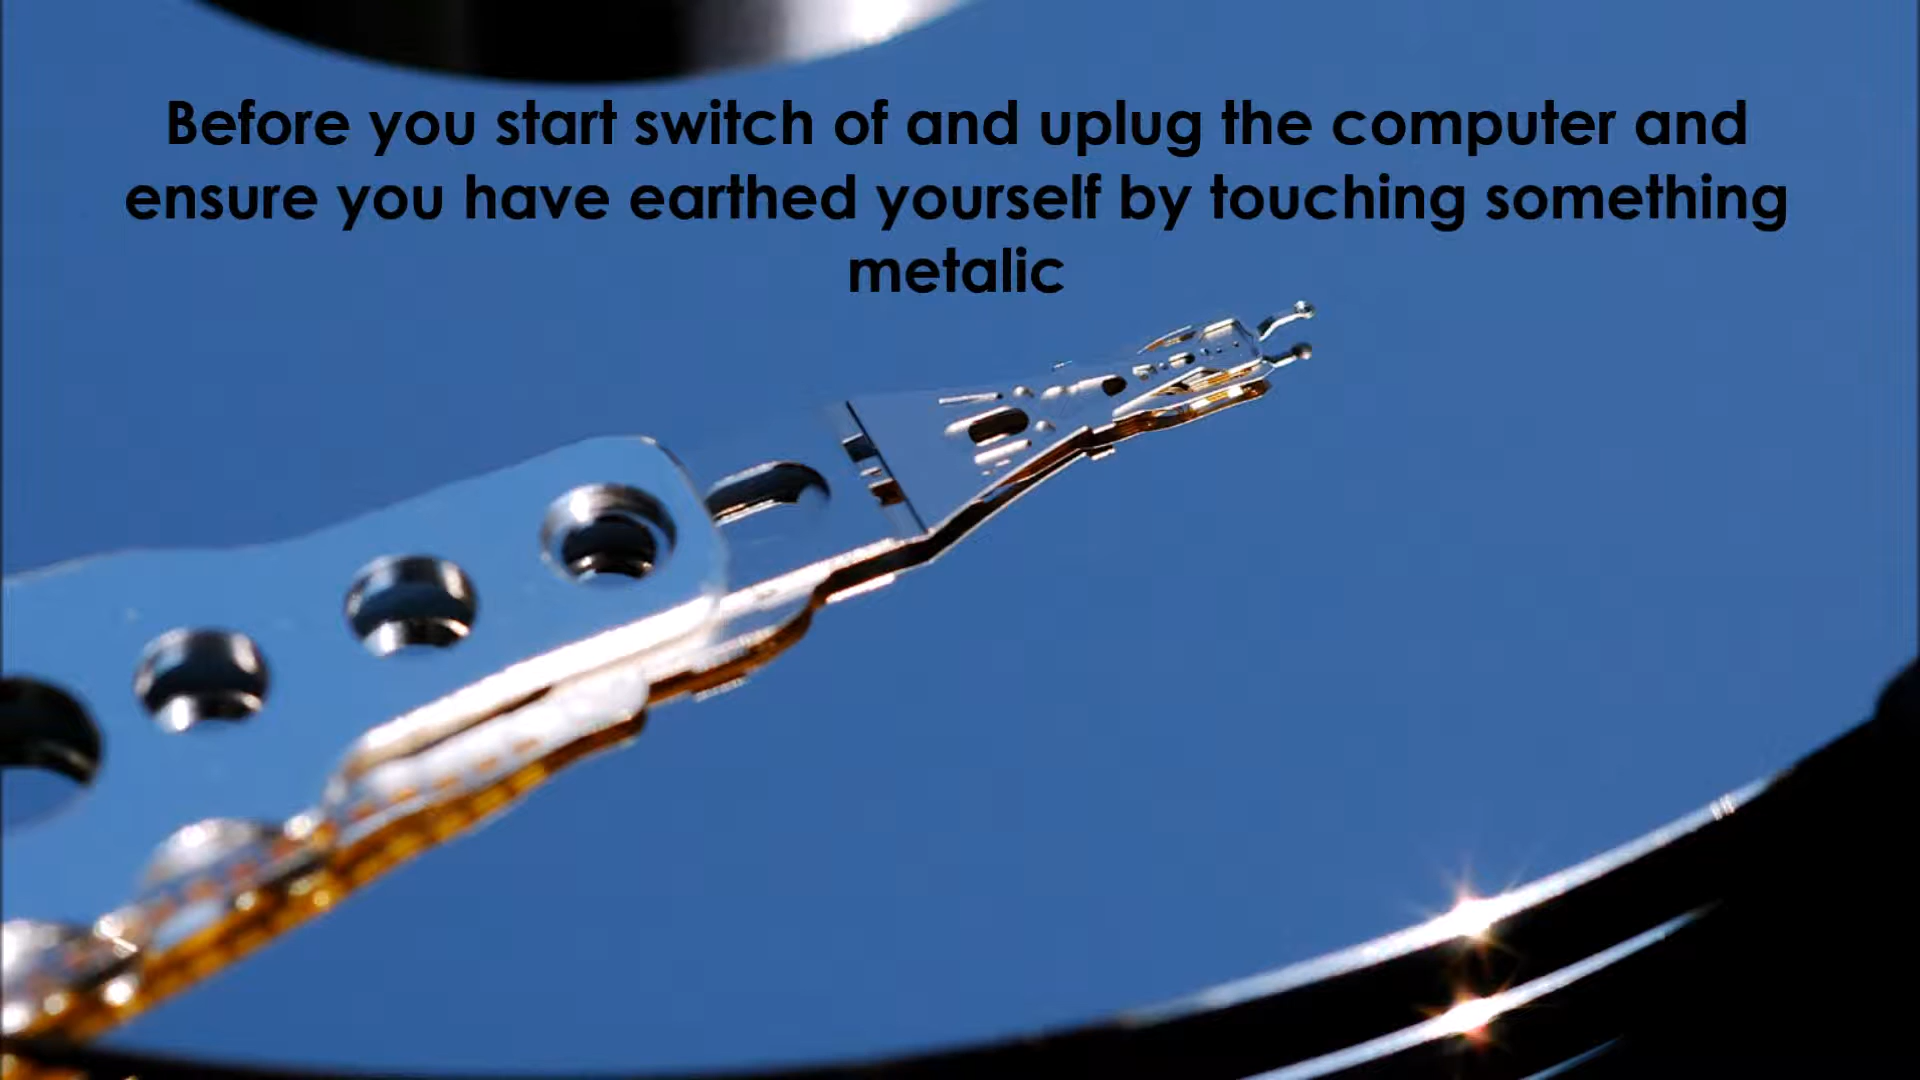 Before you start switch of and uplug the computer and
ensure you have earthed yourself by touching something
metalic